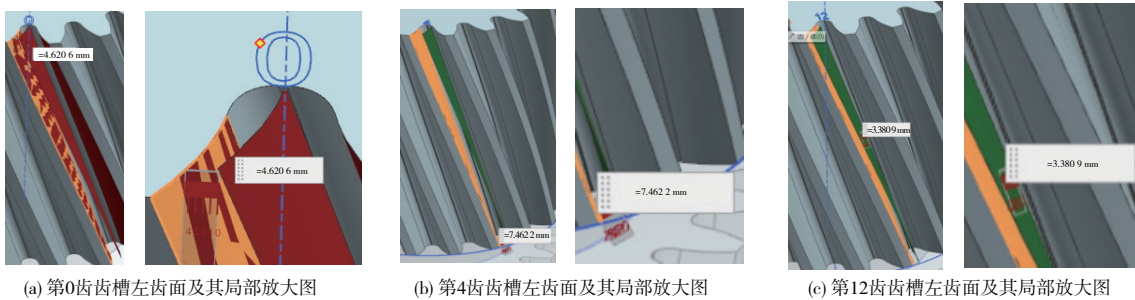 0
=4.620 6 mm
0
=4.620 6 mm
=7.462 2 mm
=7.462 2 mm
12
=3.380 9 mm
=3.380 9 mm
(a) 第0齿齿槽左齿面及其局部放大图
(b) 第4齿齿槽左齿面及其局部放大图
(c) 第12齿齿槽左齿面及其局部放大图